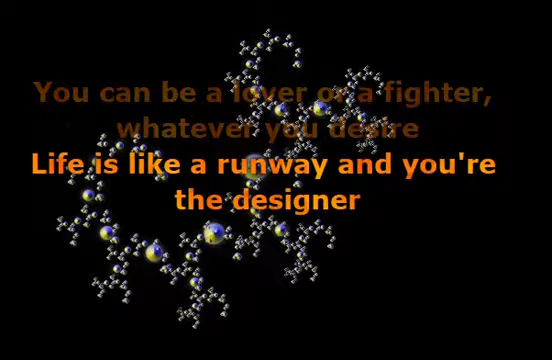 You can be a lover or a fighter,
whatever you desire
Life is like a runway and you're
the designer